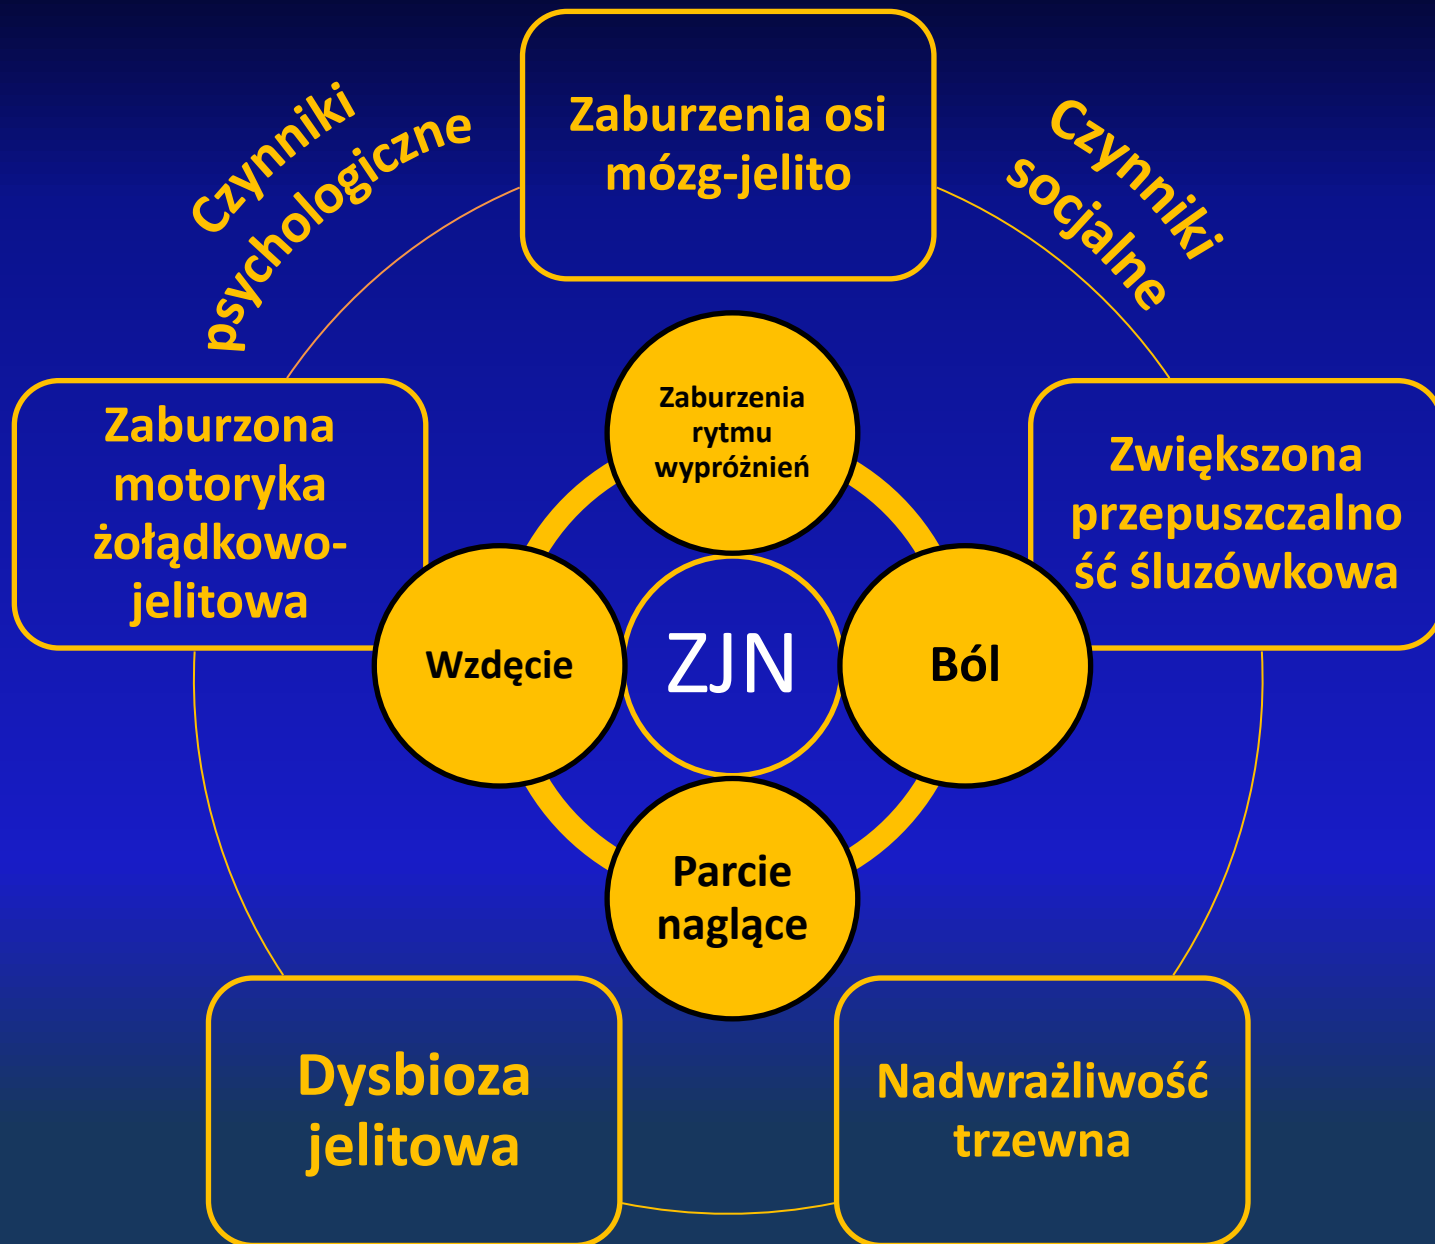 Czynniki
psychologiczne
Zaburzenia osi
mózg-jelito
Czynniki
socjalne
Zaburzona
motoryka
żołądkowo-
jelitowa
Zaburzenia
rytmu
wypróżnień
Zwiększona
przepuszczalno
ść śluzówkowa
Wzdęcie
ZJN
Ból
Parcie
naglące
Dysbioza
jelitowa
Nadwrażliwość
trzewna